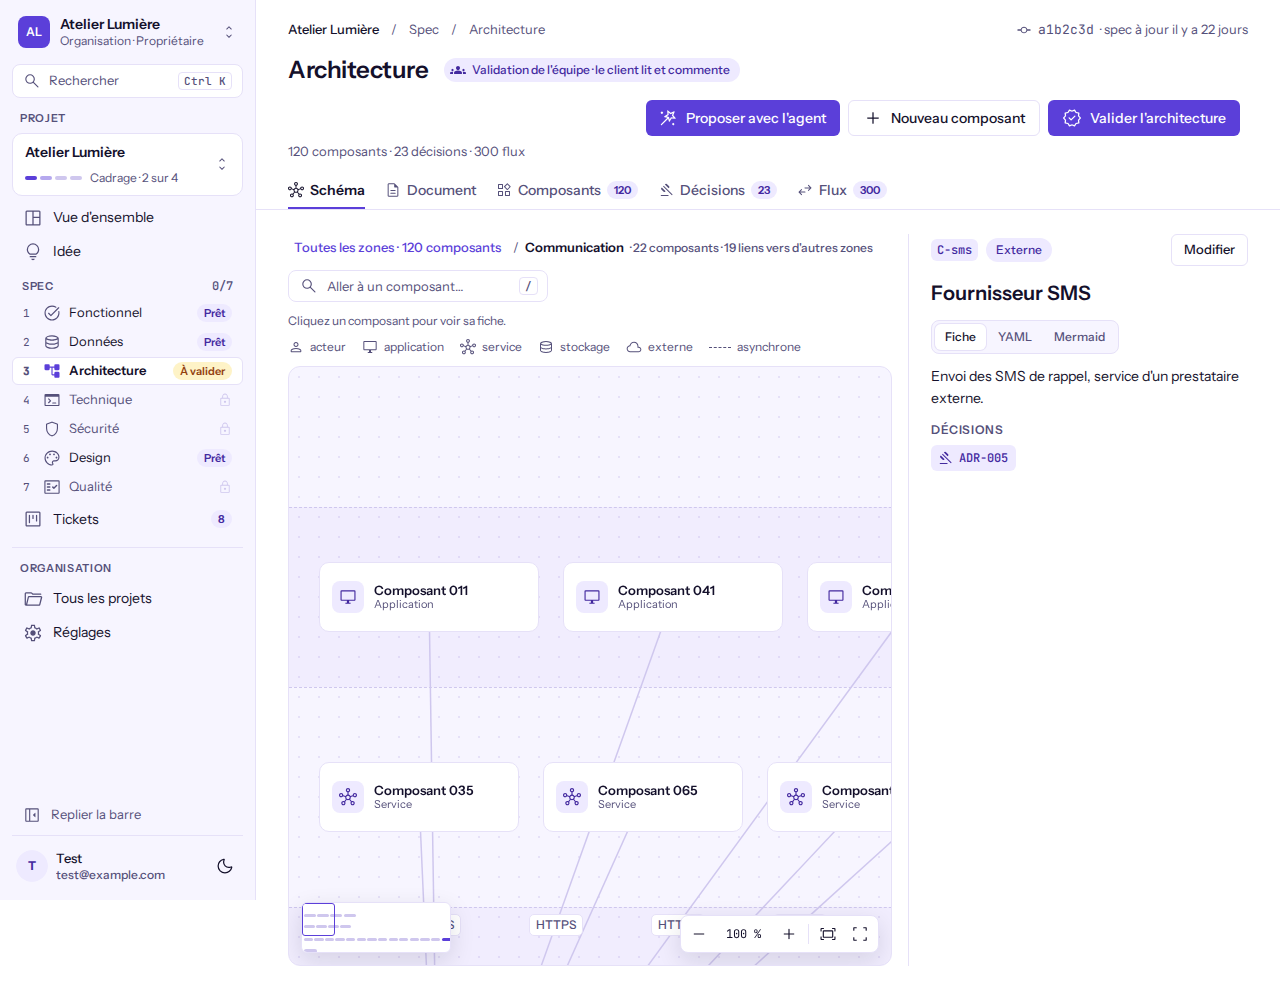 AL
Atelier Lumière
Organisation·Propriétaire
Rechercher
Ctrl K
PROJET
Atelier Lumière
Cadrage·2 sur 4
Vue d'ensemble
Idée
SPEC 0/7
1 Fonctionnel Prêt
2 Données Prêt
3 Architecture À valider
4 Technique
5 Sécurité
6 Design Prêt
7 Qualité
Tickets 8
ORGANISATION
Tous les projets
Réglages
Replier la barre
T
Test
test@example.com
Atelier Lumière / Spec / Architecture
a1b2c3d ·spec à jour il y a 22 jours
Architecture
Validation de l'équipe·le client lit et commente
Proposer avec l'agent
Nouveau composant
Valider l'architecture
120 composants·23 décisions·300 flux
Schéma
Document
Composants 120
Décisions 23
Flux 300
Toutes les zones·120 composants / Communication ·22 composants·19 liens vers d'autres zones
Aller à un composant… /
Cliquez un composant pour voir sa fiche.
acteur application service stockage externe asynchrone
Composant 011
Application
Composant 041
Application
Com
Applic
Composant 035
Service
Composant 065
Service
Composant
Service
S
HTTPS
HTT
100 %
C-sms
Externe
Modifier
Fournisseur SMS
Fiche YAML Mermaid
Envoi des SMS de rappel, service d'un prestataire
externe.
DÉCISIONS
ADR-005